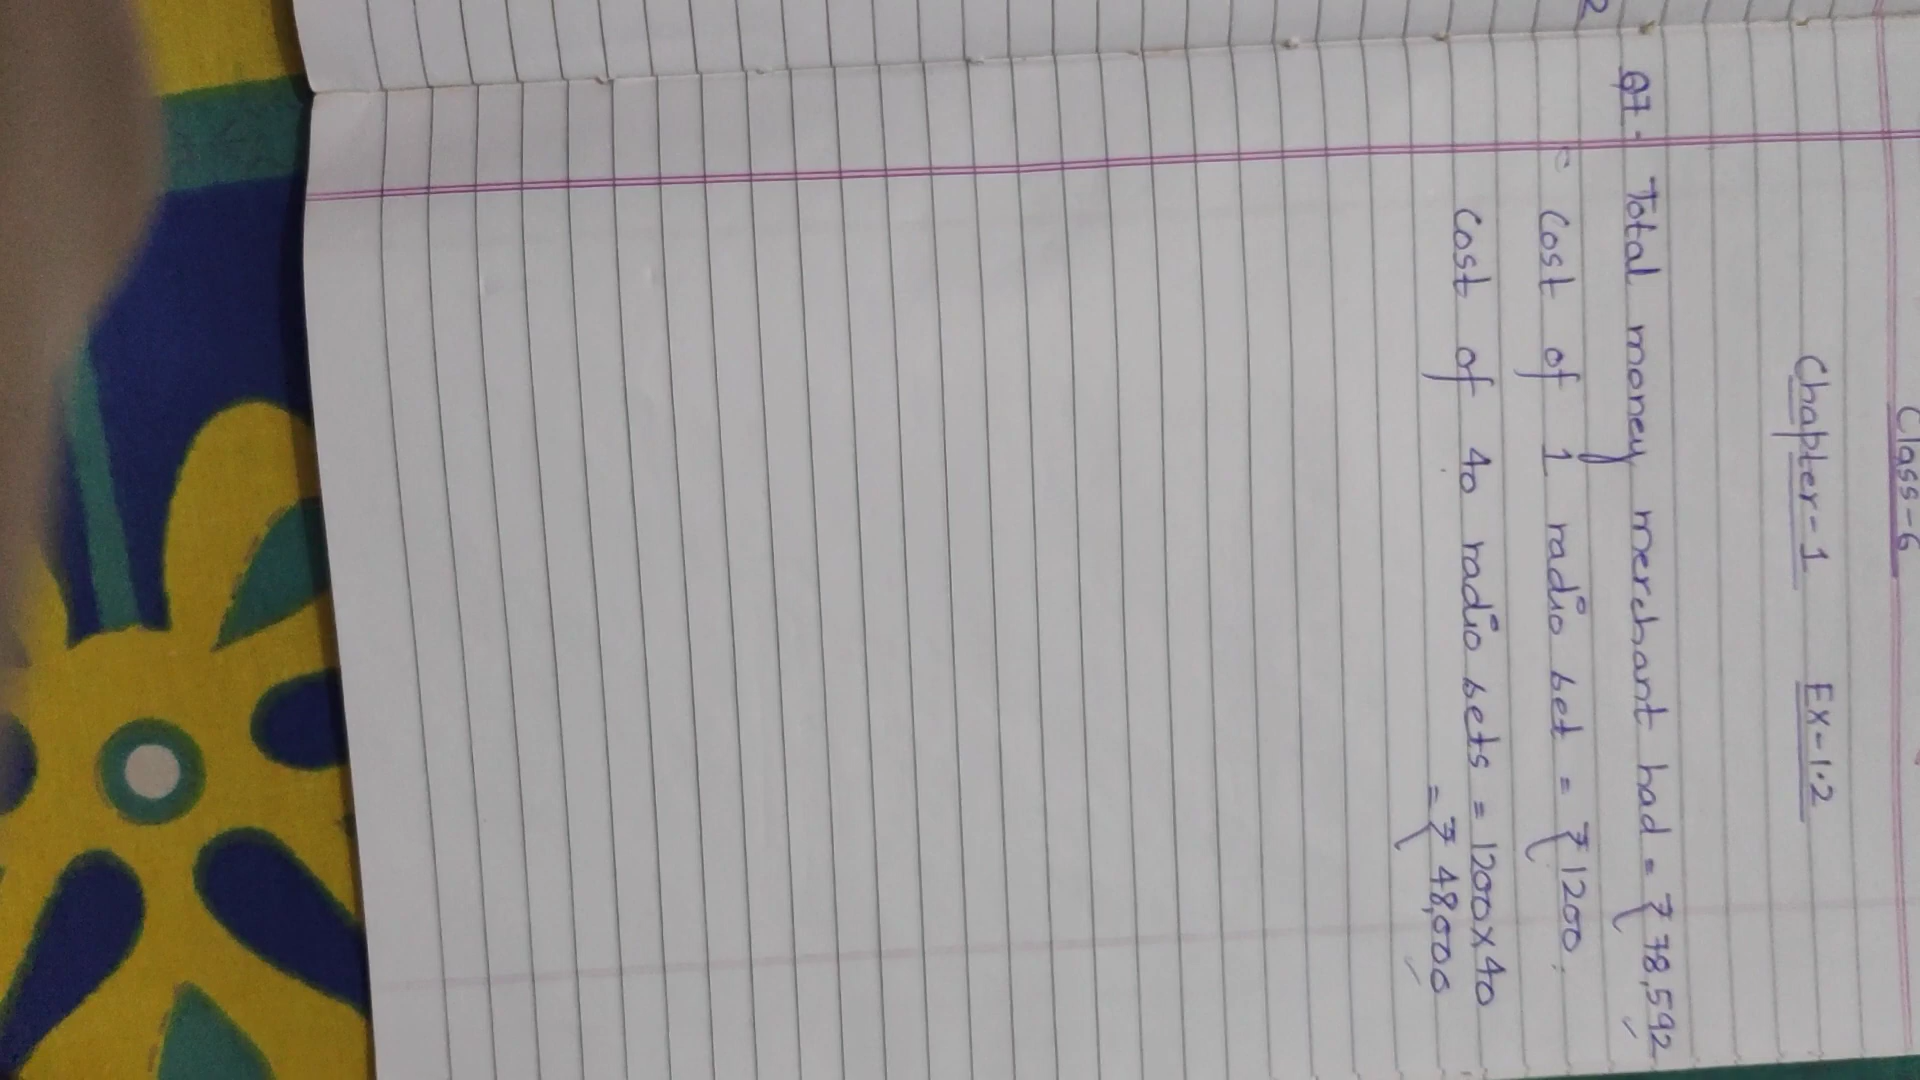 Class-6
Chapter-1 Ex-1.2
Q7. Total money merchant had = ₹ 78,592
Cost of 1 radio set = ₹ 1200.
Cost of 40 radio sets = 1200 x 40
= ₹ 48,000